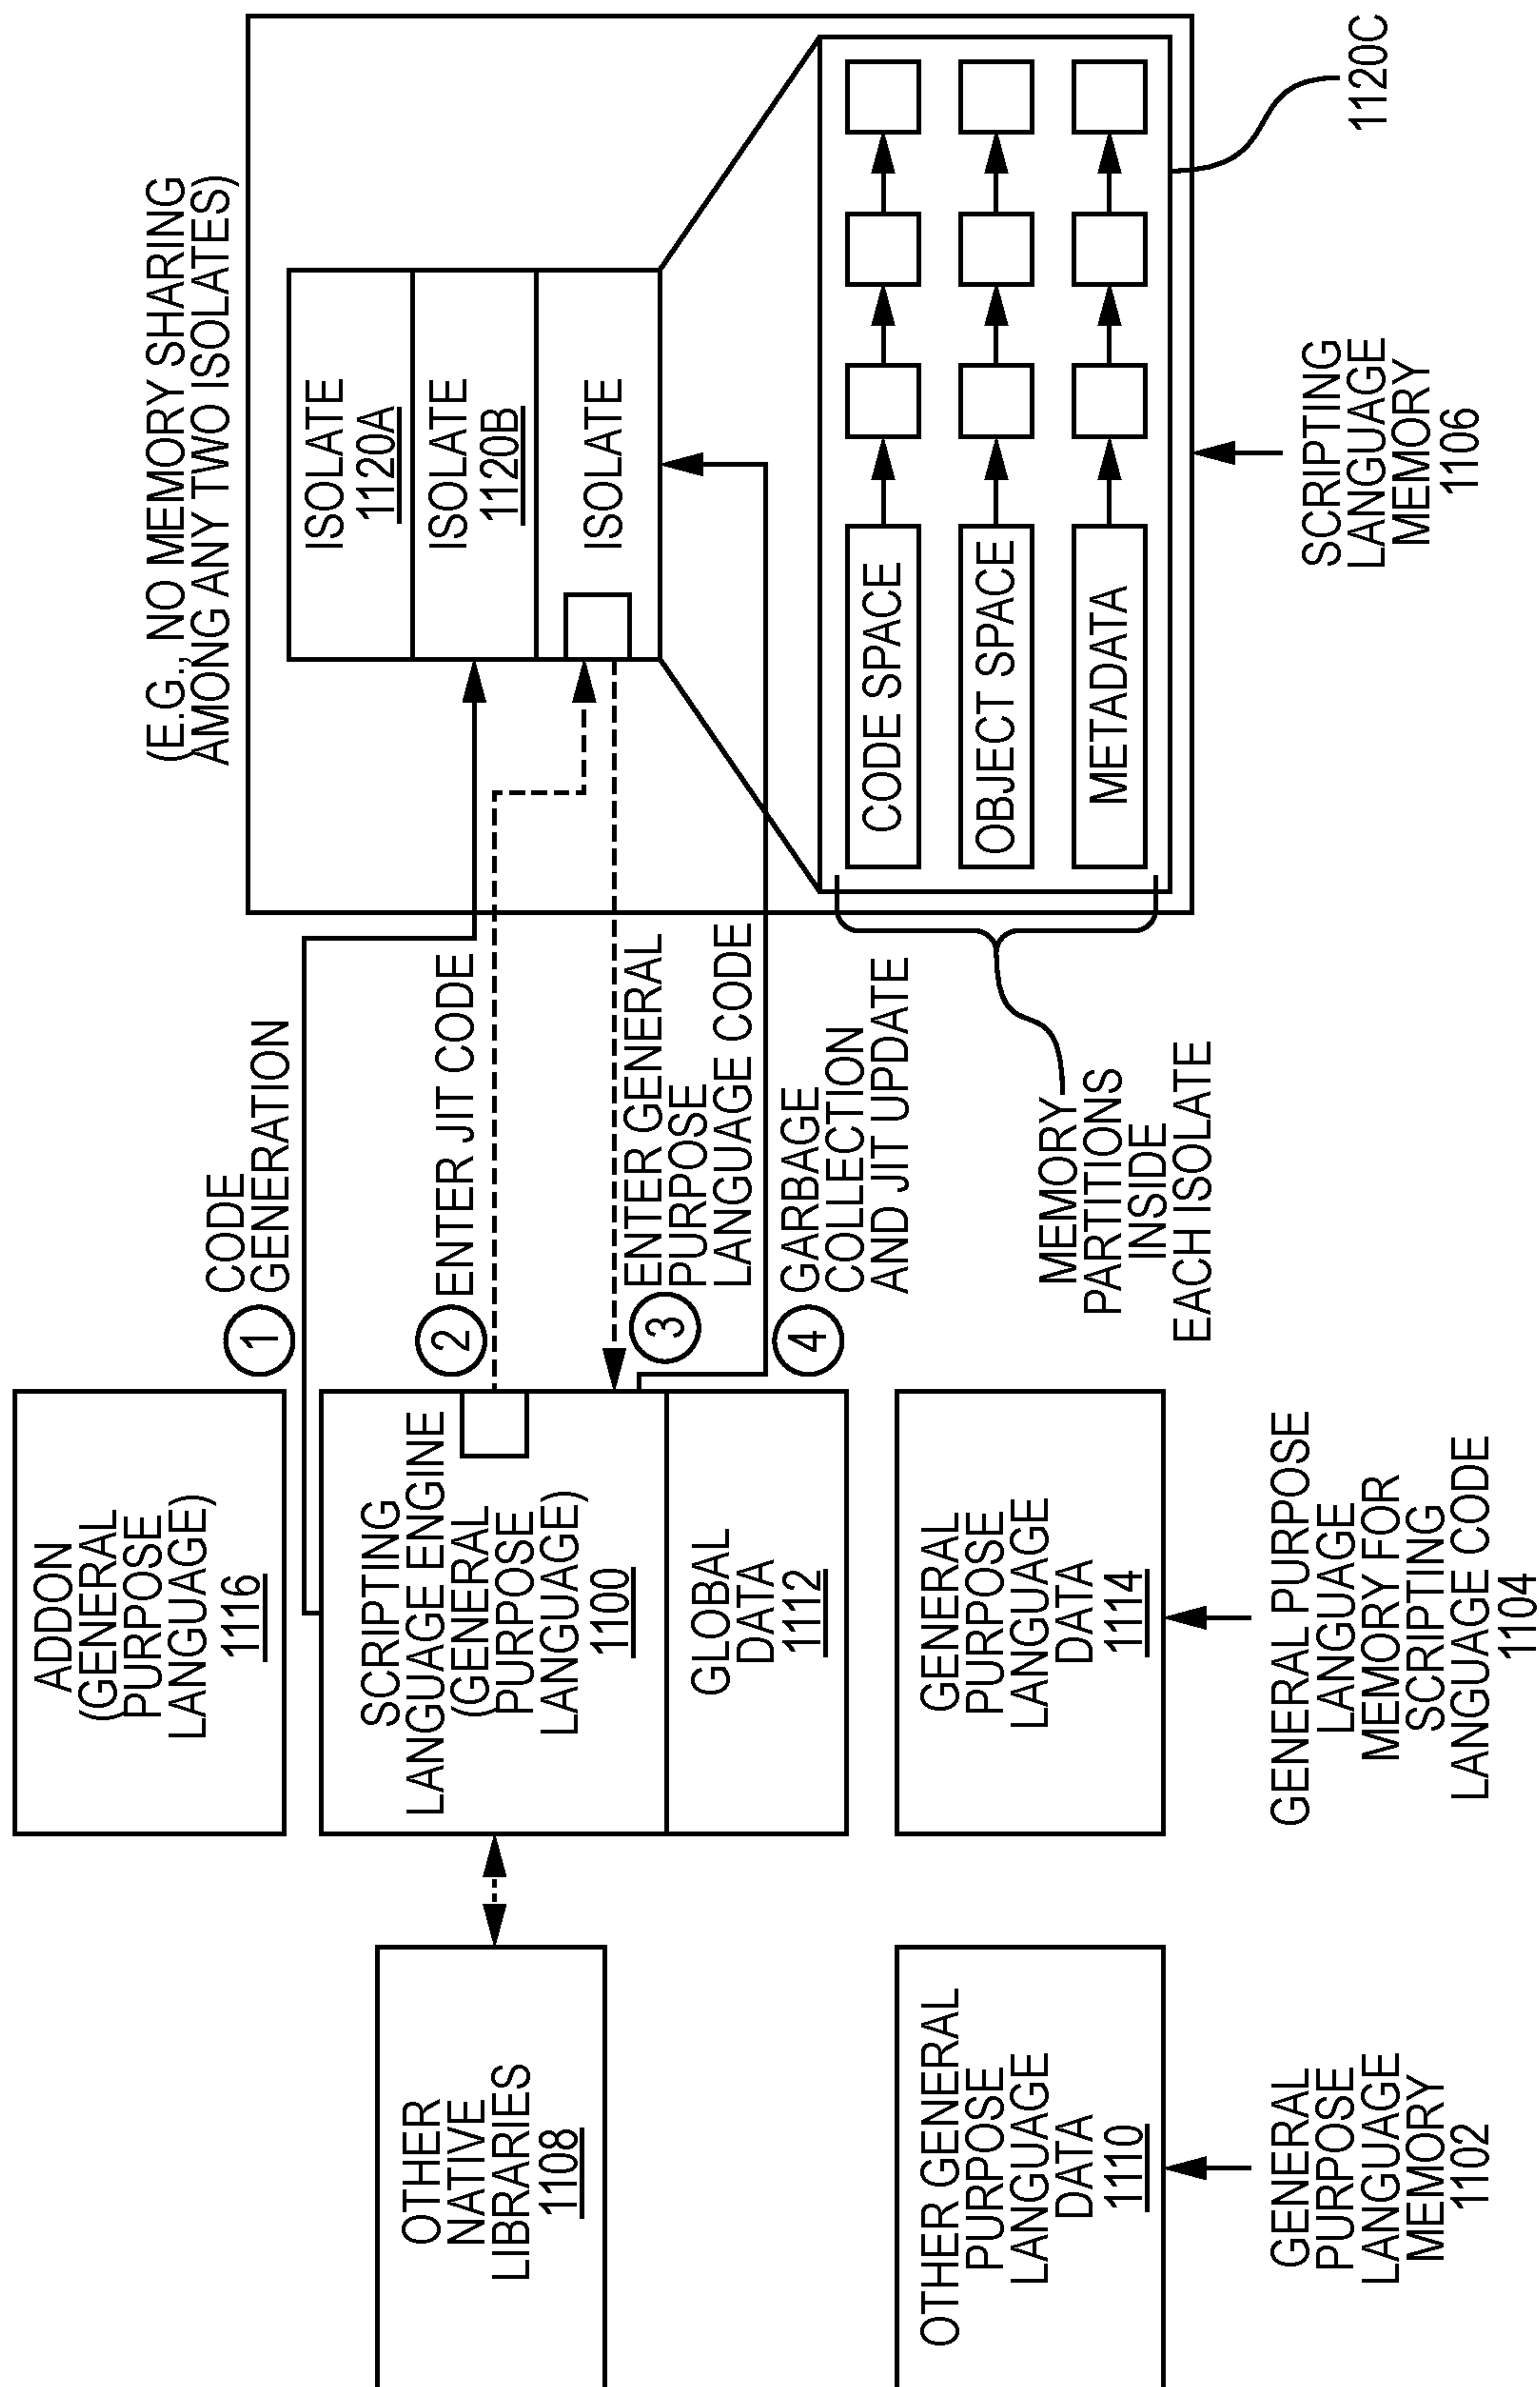 OTHER
NATIVE
LIBRARIES
1108
OTHER GENERAL
PURPOSE
LANGUAGE
DATA
1110
GENERAL
PURPOSE
LANGUAGE
MEMORY
1102
ADDON
(GENERAL
PURPOSE
LANGUAGE)
1116
SCRIPTING
LANGUAGE ENGINE
(GENERAL
PURPOSE
LANGUAGE)
1100
GLOBAL
DATA
1112
GENERAL
PURPOSE
LANGUAGE
DATA
1114
GENERAL PURPOSE
LANGUAGE
MEMORY FOR
SCRIPTING
LANGUAGE CODE
1104
1
CODE
GENERATION
2
ENTER JIT CODE
3
ENTER GENERAL
PURPOSE
LANGUAGE CODE
4
GARBAGE
COLLECTION
AND JIT UPDATE
MEMORY
PARTITIONS
INSIDE
EACH ISOLATE
(E.G., NO MEMORY SHARING
AMONG ANY TWO ISOLATES)
ISOLATE
1120A
ISOLATE
1120B
ISOLATE
CODE SPACE
OBJECT SPACE
METADATA
1120C
SCRIPTING
LANGUAGE
MEMORY
1106